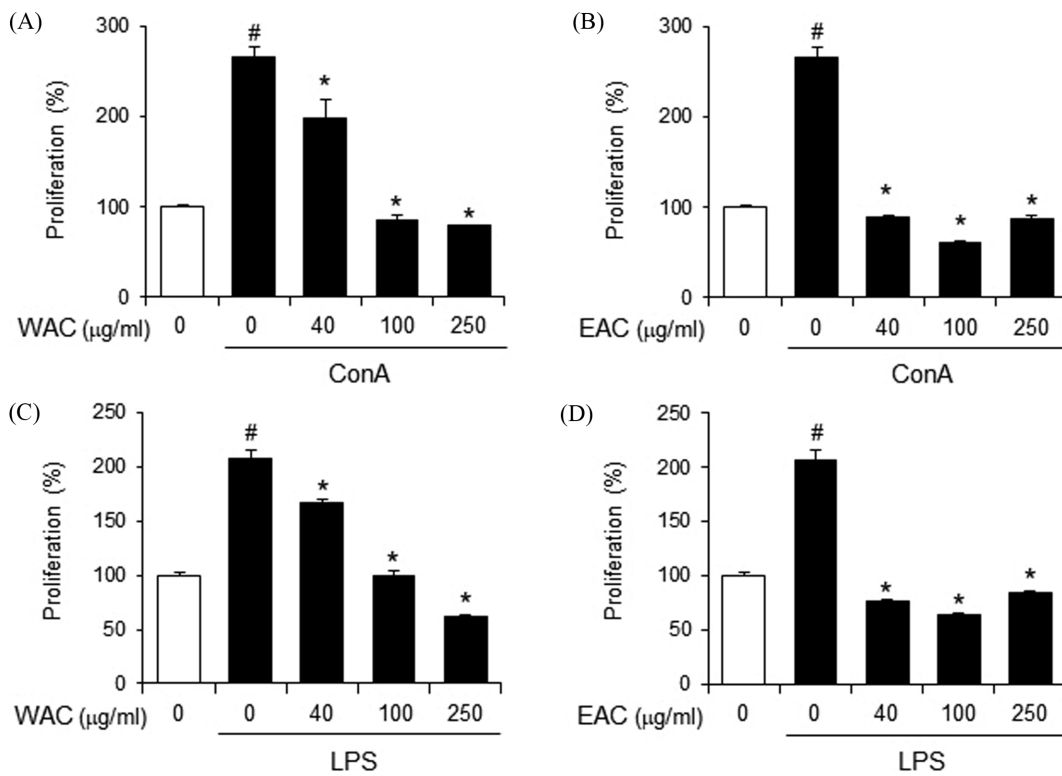 (A)
300
200
100
0
Proliferation (%)
#
*
*
*
WAC (μg/ml) 0 0 40 100 250
ConA
(B)
300
200
100
0
Proliferation (%)
#
*
*
*
EAC (μg/ml) 0 0 40 100 250
ConA
(C)
250
200
150
100
50
0
Proliferation (%)
#
*
*
*
WAC (μg/ml) 0 0 40 100 250
LPS
(D)
250
200
150
100
50
0
Proliferation (%)
#
*
*
*
EAC (μg/ml) 0 0 40 100 250
LPS